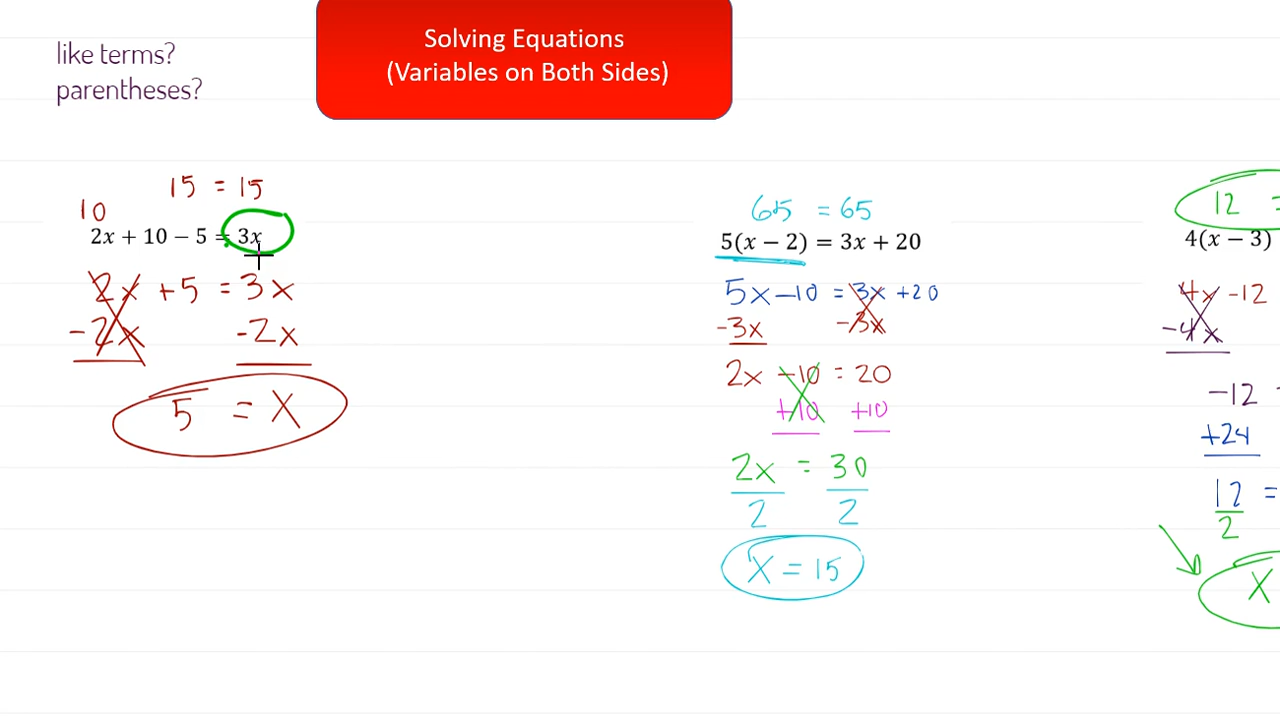 like terms?
parentheses?
Solving Equations
(Variables on Both Sides)
15 = 15
10
2x + 10 − 5 = 3x
2x + 5 = 3x
-2x -2x
5 = x
65 = 65
5(x − 2) = 3x + 20
5x - 10 = 3x + 20
-3x -3x
2x - 10 = 20
+10 +10
2x = 30
2 2
x = 15
12 =
4(x − 3)
4x - 12
-4x
-12 -
+24
12 =
2
x